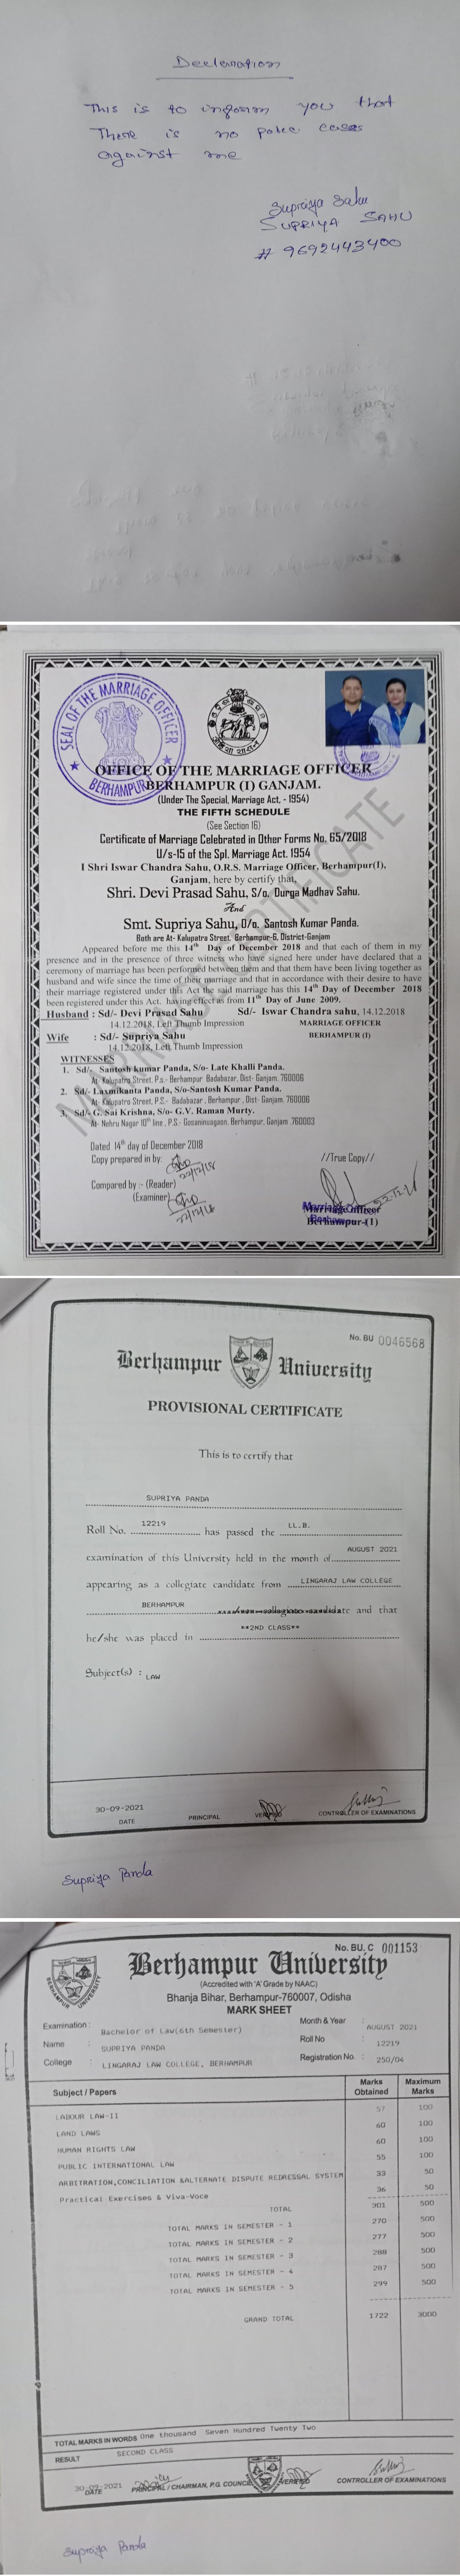 Declaration
This is to inform you that
There is no police cases
against me
Supriya Sahu
SUPRIYA SAHU
# 9692443400
SEAL OF THE MARRIAGE OFFICER
BERHAMPUR
OFFICE OF THE MARRIAGE OFFICER
BERHAMPUR (I) GANJAM.
(Under The Special, Marriage Act, - 1954)
THE FIFTH SCHEDULE
(See Section 16)
Certificate of Marriage Celebrated in Other Forms No. 65/2018
U/s-15 of the Spl. Marriage Act. 1954
I Shri Iswar Chandra Sahu, O.R.S. Marriage Officer, Berhampur(I),
Ganjam, here by certify that,
Shri. Devi Prasad Sahu, S/o. Durga Madhav Sahu.
And
Smt. Supriya Sahu, D/o. Santosh Kumar Panda.
Both are At- Kalupatra Street, Berhampur-6, District-Ganjam
Appeared before me this 14th Day of December 2018 and that each of them in my
presence and in the presence of three witness who have signed here under have declared that a
ceremony of marriage has been performed between them and that them have been living together as
husband and wife since the time of their marriage and that in accordance with their desire to have
their marriage registered under this Act the said marriage has this 14th Day of December 2018
been registered under this Act. Having effect from 11th Day of June 2009.
Husband : Sd/- Devi Prasad Sahu Sd/- Iswar Chandra sahu, 14.12.2018
14.12.2018, Left Thumb Impression MARRIAGE OFFICER
Wife : Sd/- Supriya Sahu BERHAMPUR (I)
14.12.2018, Left Thumb Impression
WITNESSES
1. Sd/- Santosh kumar Panda, S/o- Late Khalli Panda.
At- Kalupatra Street, P.s.- Berhampur Badabazar, Dist- Ganjam. 760006
2. Sd/- Laxmikanta Panda, S/o-Santosh Kumar Panda.
At- Kalupatra Street, P.S.- Badabazar, Berhampur, Dist - Ganjam. 760006
3. Sd/- G. Sai Krishna, S/o- G.V. Raman Murty.
At- Nehru Nagar 10th line, P.S- Gosaninuagaon, Berhampur, Ganjam .760003
Dated 14th day of December 2018
Copy prepared by: //True Copy//
Compared by :- (Reader)
(Examiner)
Marriage Officer
Berhampur-(1)
MARRIAGE CERTIFICATE
No. BU 0046568
Berhampur University
PROVISIONAL CERTIFICATE
This is to certify that
SUPRIYA PANDA
Roll No. 12219 has passed the LL.B.
examination of this University held in the month of AUGUST 2021
appearing as a collegiate candidate from LINGARAJ LAW COLLEGE
BERHAMPUR x/non-collegiate candidate and that
he/she was placed in **2ND CLASS**
Subject(s) : LAW
30-09-2021
DATE PRINCIPAL VERIFIED CONTROLLER OF EXAMINATIONS
Supriya Panda
No. BU. C 001153
Berhampur University
(Accredited with 'A' Grade by NAAC)
Bhanja Bihar, Berhampur-760007, Odisha
MARK SHEET
Examination : Bachelor of Law(6th Semester) Month & Year : AUGUST 2021
Name : SUPRIYA PANDA Roll No : 12219
College : LINGARAJ LAW COLLEGE, BERHAMPUR Registration No. : 250/04
Subject / Papers Marks Obtained Maximum Marks
LABOUR LAW-II 57 100
LAND LAWS 60 100
HUMAN RIGHTS LAW 60 100
PUBLIC INTERNATIONAL LAW 55 100
ARBITRATION,CONCILIATION &ALTERNATE DISPUTE REDRESSAL SYSTEM 33 50
Practical Exercises & Viva-Voce 36 50
TOTAL 301 500
TOTAL MARKS IN SEMESTER - 1 270 500
TOTAL MARKS IN SEMESTER - 2 277 500
TOTAL MARKS IN SEMESTER - 3 288 500
TOTAL MARKS IN SEMESTER - 4 287 500
TOTAL MARKS IN SEMESTER - 5 299 500
GRAND TOTAL 1722 3000
TOTAL MARKS IN WORDS One thousand Seven Hundred Twenty Two
RESULT SECOND CLASS
30-09-2021
DATE PRINCIPAL / CHAIRMAN, P.G. COUNCIL VERIFIED CONTROLLER OF EXAMINATIONS
Supriya Panda